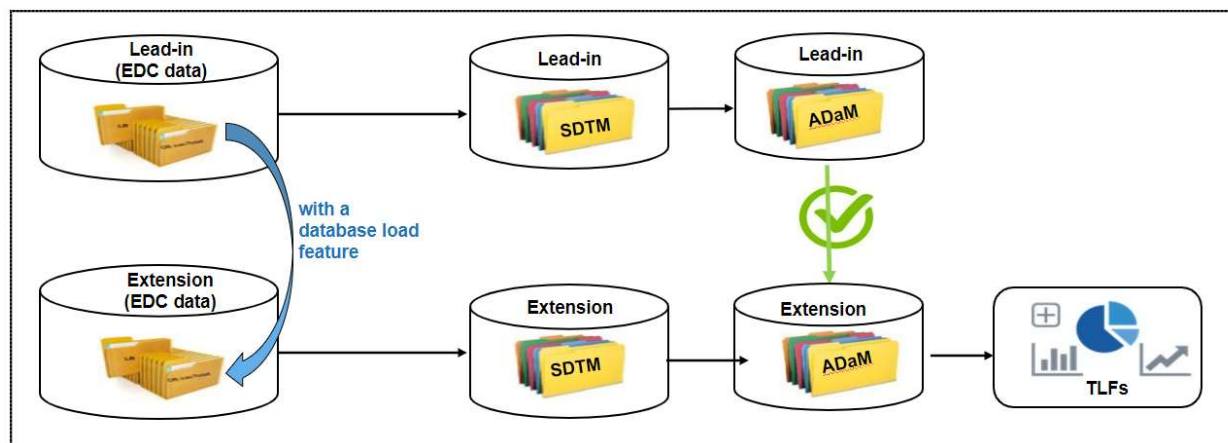 Lead-in
(EDC data)
Lead-in
SDTM
Lead-in
ADaM
with a
database load
feature
Extension
(EDC data)
Extension
SDTM
Extension
ADaM
TLFs